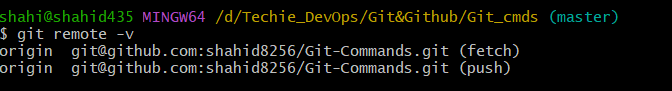 shahi@shahid435 MINGW64 /d/Techie_DevOps/Git&Github/Git_cmds (master)
$ git remote -v
origin  git@github.com:shahid8256/Git-Commands.git (fetch)
origin  git@github.com:shahid8256/Git-Commands.git (push)